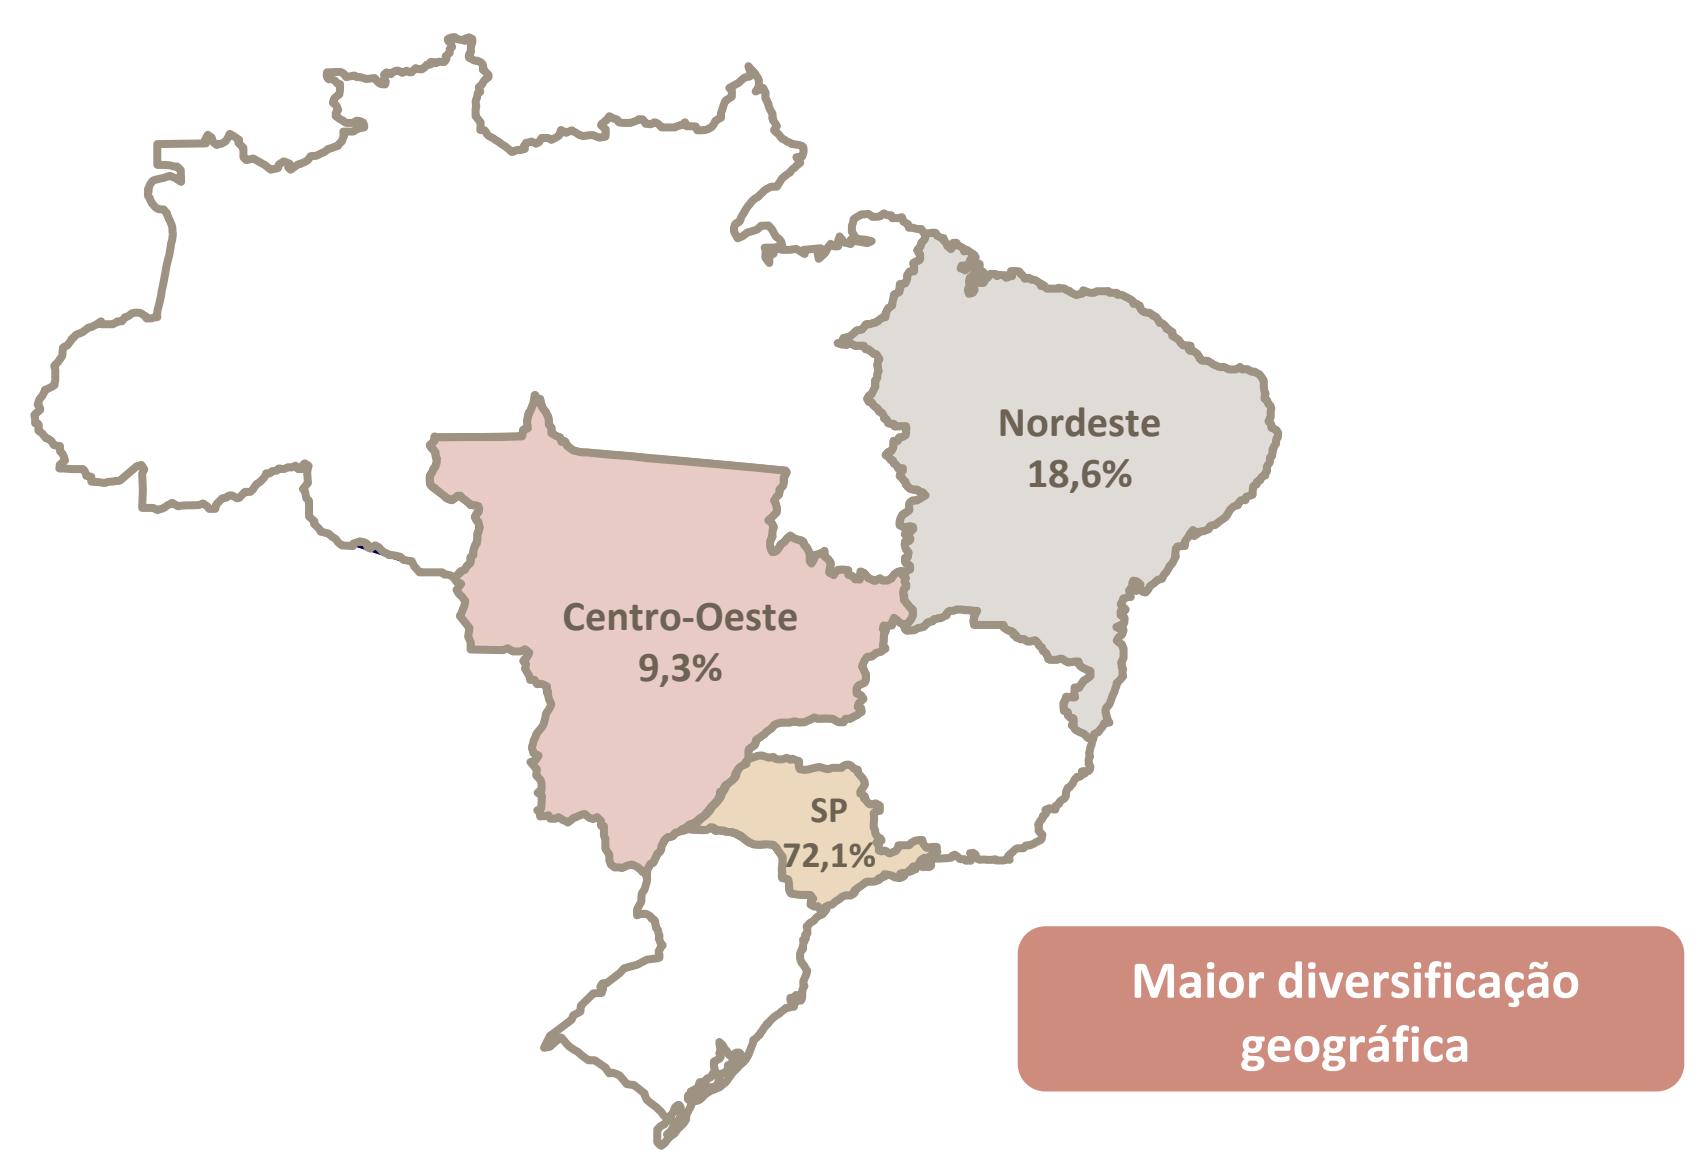 Nordeste
18,6%
Centro-Oeste
9,3%
SP
72,1%
Maior diversificação
geográfica